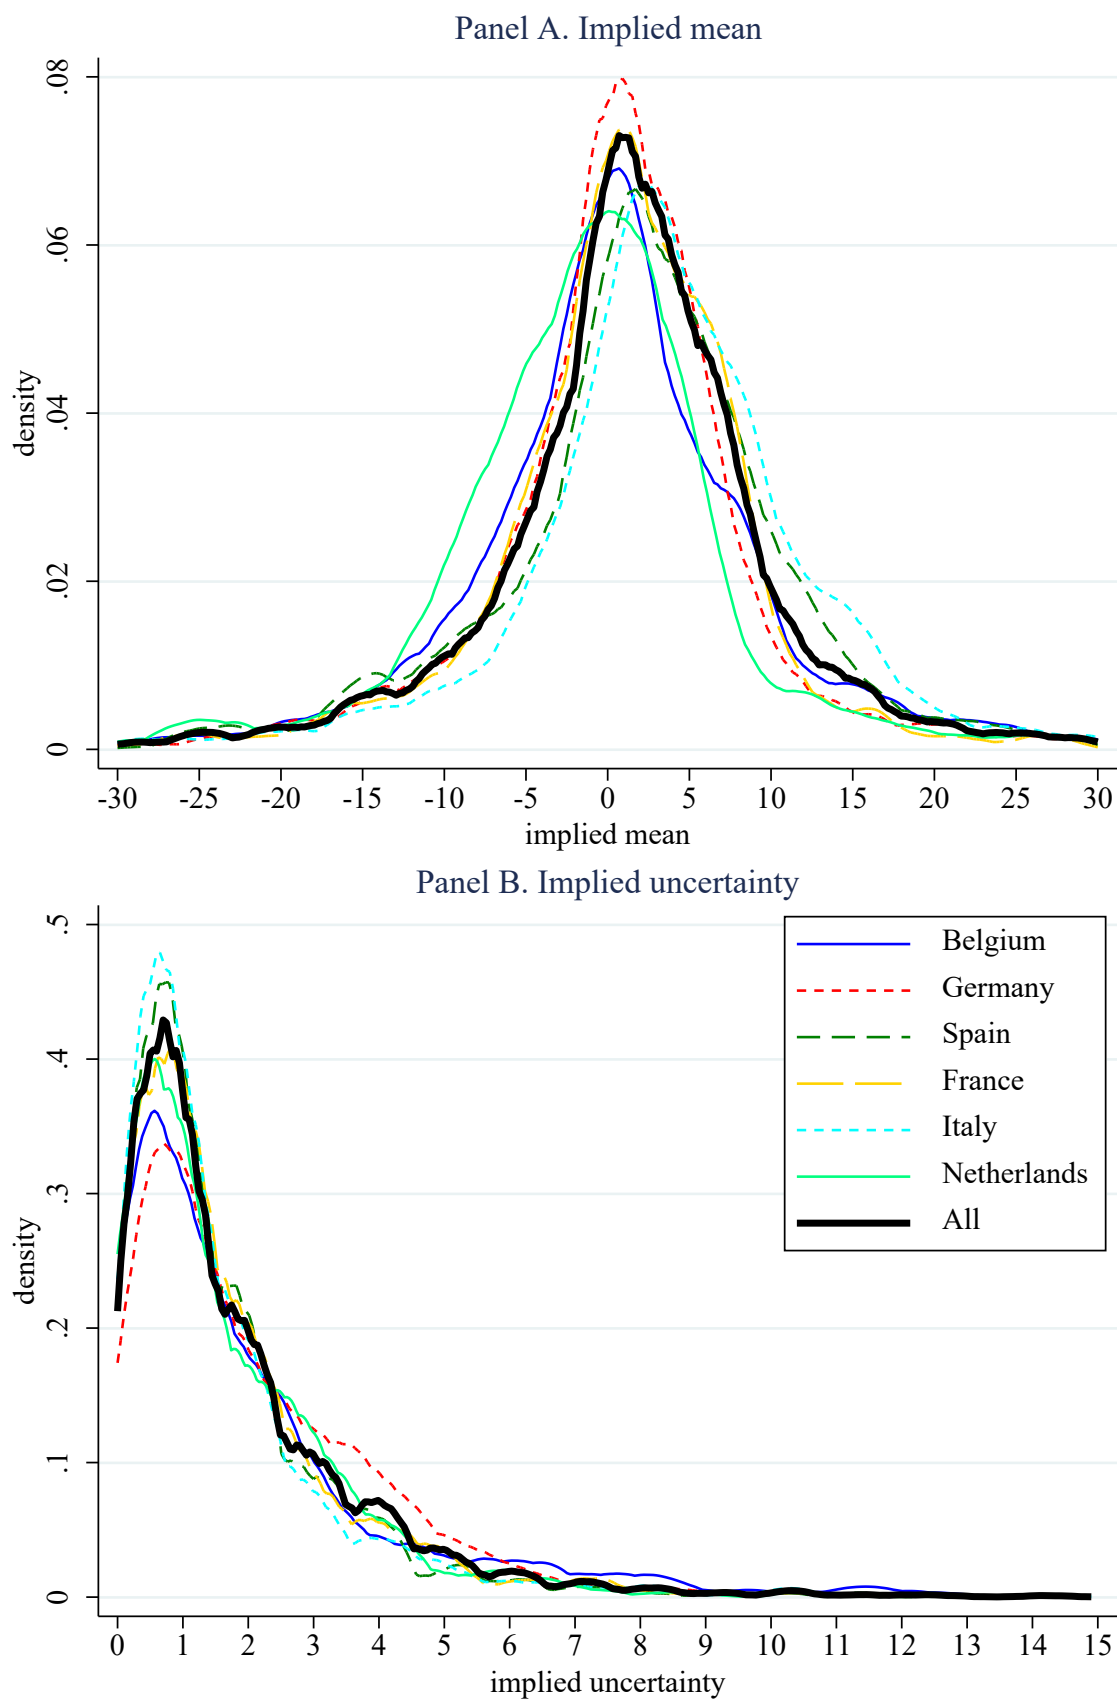 Panel A. Implied mean
.08
.06
.04
.02
0
density
-30 -25 -20 -15 -10 -5 0 5 10 15 20 25 30
implied mean
Panel B. Implied uncertainty
.5
.4
.3
.2
.1
0
density
Belgium
Germany
Spain
France
Italy
Netherlands
All
0 1 2 3 4 5 6 7 8 9 10 11 12 13 14 15
implied uncertainty